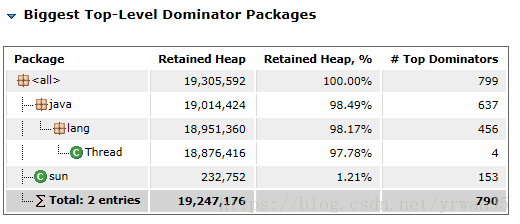 Biggest Top-Level Dominator Packages
Package Retained Heap Retained Heap, % # Top Dominators
<all> 19,305,592 100.00% 799
java 19,014,424 98.49% 637
lang 18,951,360 98.17% 456
Thread 18,876,416 97.78% 4
sun 232,752 1.21% 153
∑ Total: 2 entries 19,247,176 790